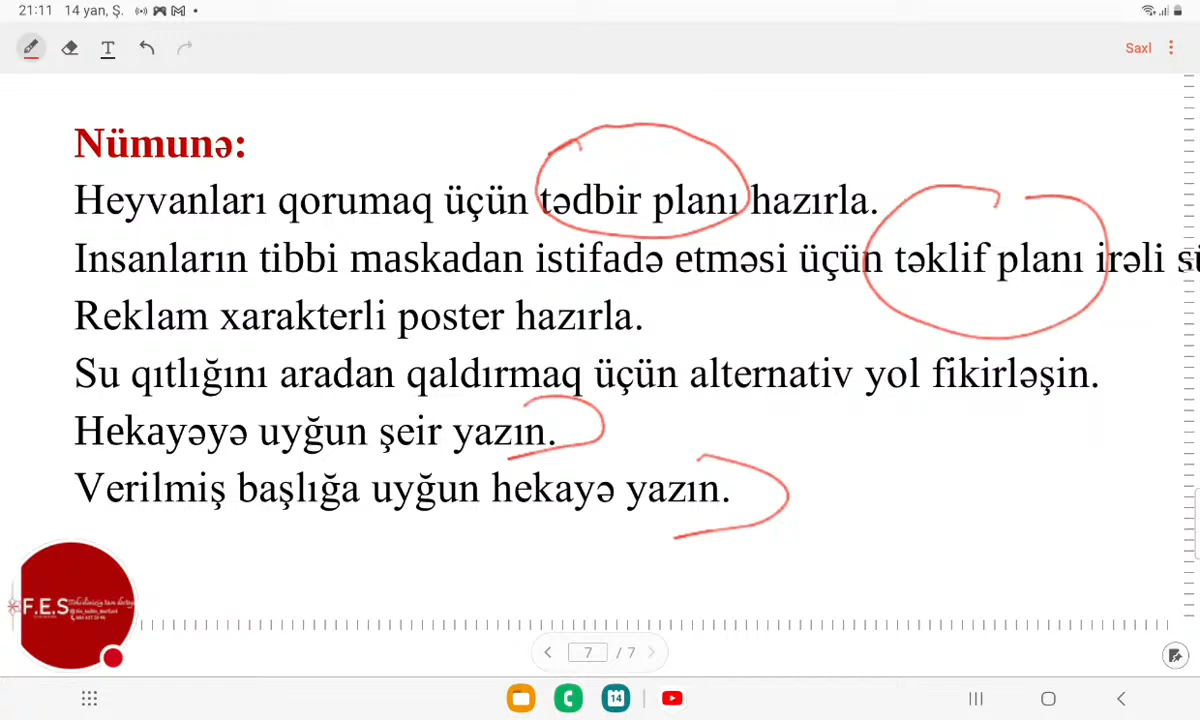 21:11 14 yan, Ş.
Saxl
Nümunə:
Heyvanları qorumaq üçün tədbir planı hazırla.
Insanların tibbi maskadan istifadə etməsi üçün təklif planı irəli
Reklam xarakterli poster hazırla.
Su qıtlığını aradan qaldırmaq üçün alternativ yol fikirləşin.
Hekayəyə uyğun şeir yazın.
Verilmiş başlığa uyğun hekayə yazın.
F.E.S
7 / 7
14